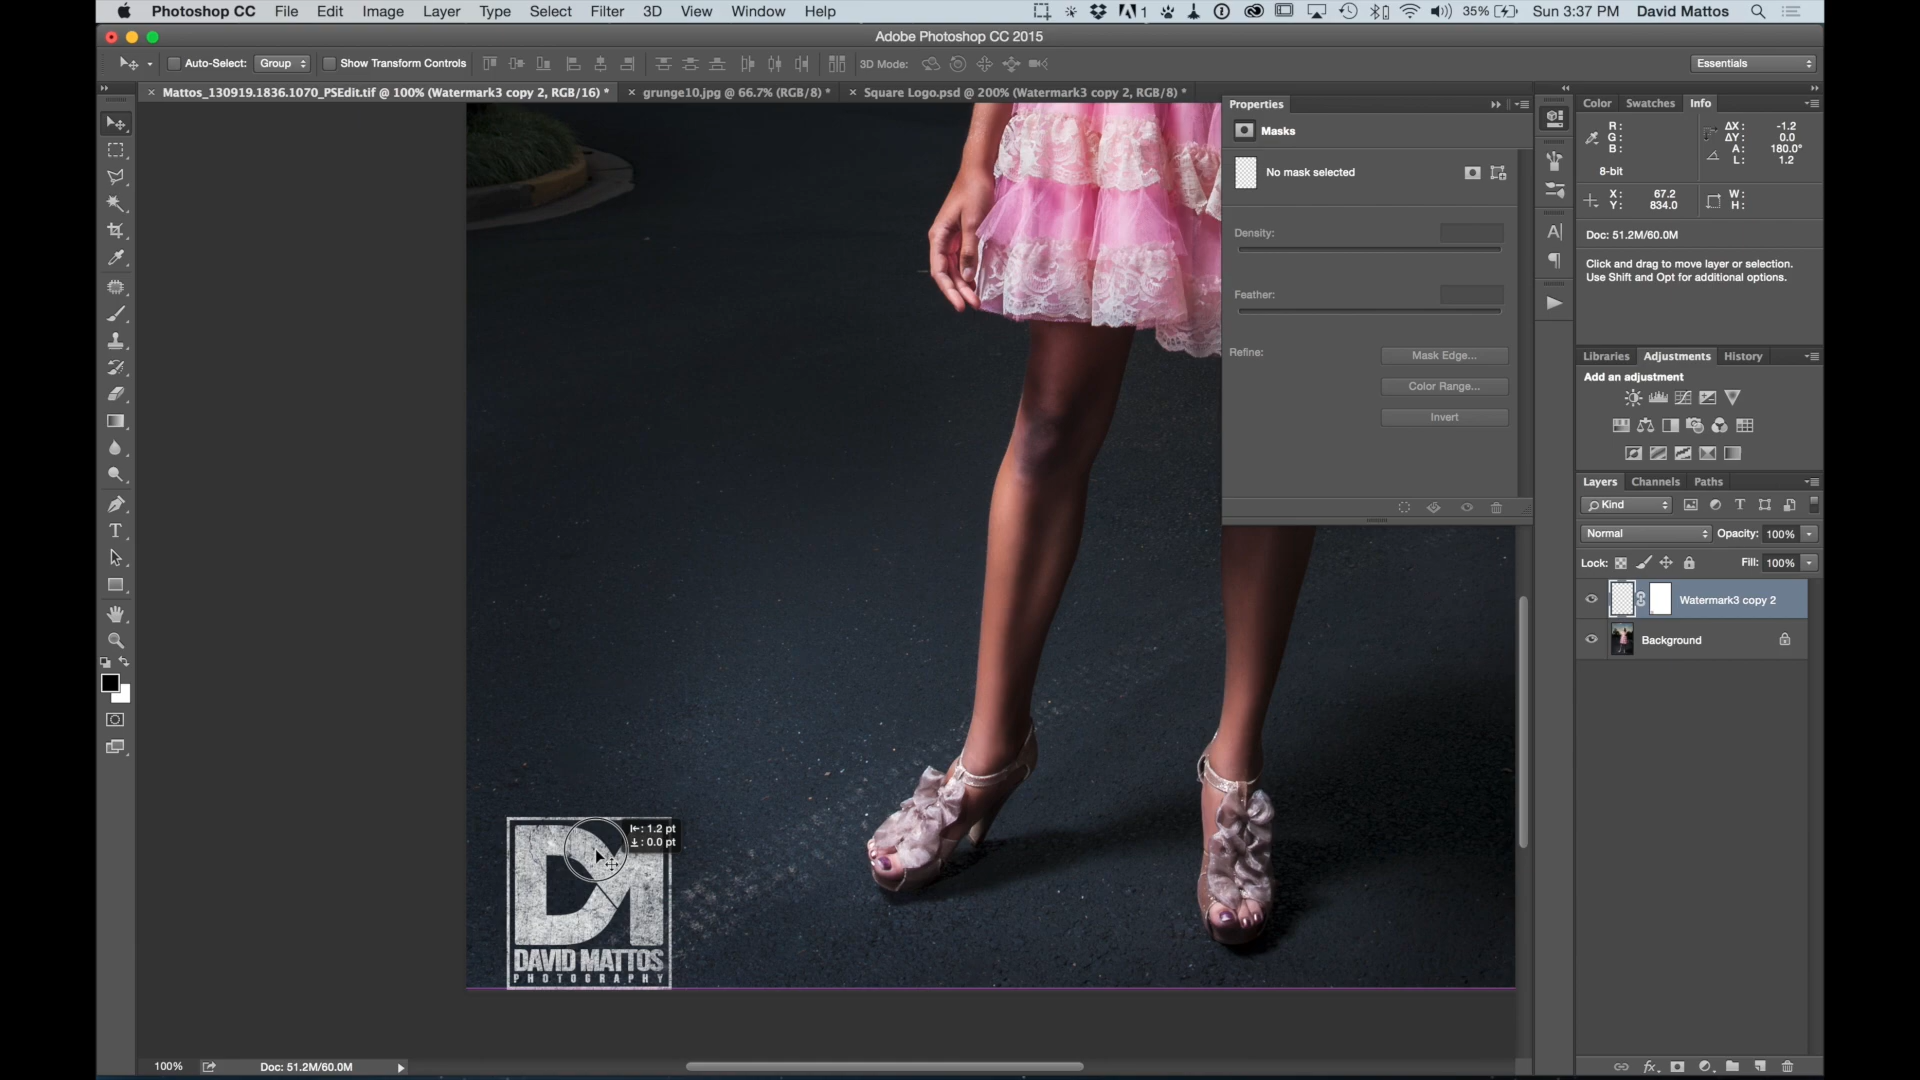 Photoshop CC File Edit Image Layer Type Select Filter 3D View Window Help 1 35% Sun 3:37 PM David Mattos
Adobe Photoshop CC 2015
Auto-Select: Group Show Transform Controls 3D Mode: Essentials
× Mattos_130919.1836.1070_PSEdit.tif @ 100% (Watermark3 copy 2, RGB/16) * × grunge10.jpg @ 66.7% (RGB/8) * × Square Logo.psd @ 200% (Watermark3 copy 2, RGB/8) *
Properties
Masks
No mask selected
Density:
Feather:
Refine:
Mask Edge...
Color Range...
Invert
Color Swatches Info
R:
G:
B:
8-bit
ΔX: -1.2
ΔY: 0.0
A: 180.0°
L: 1.2
X: 67.2
Y: 834.0
W:
H:
Doc: 51.2M/60.0M
Click and drag to move layer or selection.
Use Shift and Opt for additional options.
Libraries Adjustments History
Add an adjustment
Layers Channels Paths
Kind
Normal Opacity: 100%
Lock: Fill: 100%
Watermark3 copy 2
Background
: 1.2 pt
: 0.0 pt
DM
DAVID MATTOS
PHOTOGRAPHY
100% Doc: 51.2M/60.0M